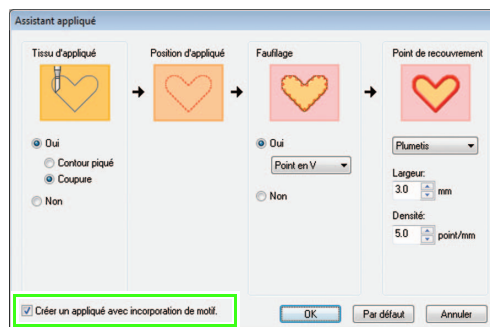 Assistant appliqué
Tissu d'appliqué
Position d'appliqué
Faufilage
Point de recouvrement
Oui
Contour piqué
Coupure
Non
Oui
Point en V
Non
Plumetis
Largeur:
3.0 mm
Densité:
5.0 point/mm
Créer un appliqué avec incorporation de motif.
OK
Par défaut
Annuler